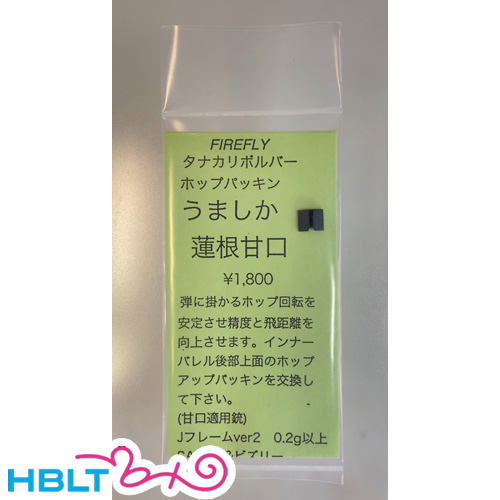 FIREFLY
タナカリボルバー
ホップパッキン
うましか
蓮根甘口
¥1,800
弾に掛かるホップ回転を
安定させ精度と飛距離を
向上させます。インナー
バレル後部上面のホップ
アップパッキンを交換し
て下さい。
(甘口適用銃)
Jフレームver2 0.2g以上
HBLT